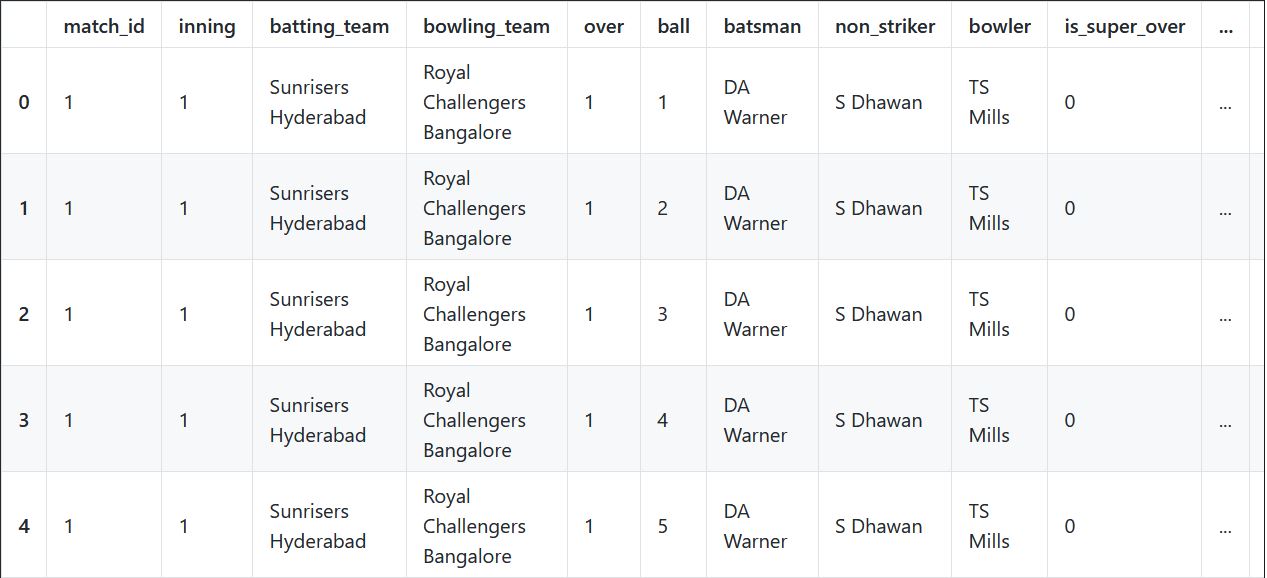 match_id inning batting_team bowling_team over ball batsman non_striker bowler is_super_over ...
0 1 1 Sunrisers Hyderabad Royal Challengers Bangalore 1 1 DA Warner S Dhawan TS Mills 0 ...
1 1 1 Sunrisers Hyderabad Royal Challengers Bangalore 1 2 DA Warner S Dhawan TS Mills 0 ...
2 1 1 Sunrisers Hyderabad Royal Challengers Bangalore 1 3 DA Warner S Dhawan TS Mills 0 ...
3 1 1 Sunrisers Hyderabad Royal Challengers Bangalore 1 4 DA Warner S Dhawan TS Mills 0 ...
4 1 1 Sunrisers Hyderabad Royal Challengers Bangalore 1 5 DA Warner S Dhawan TS Mills 0 ...